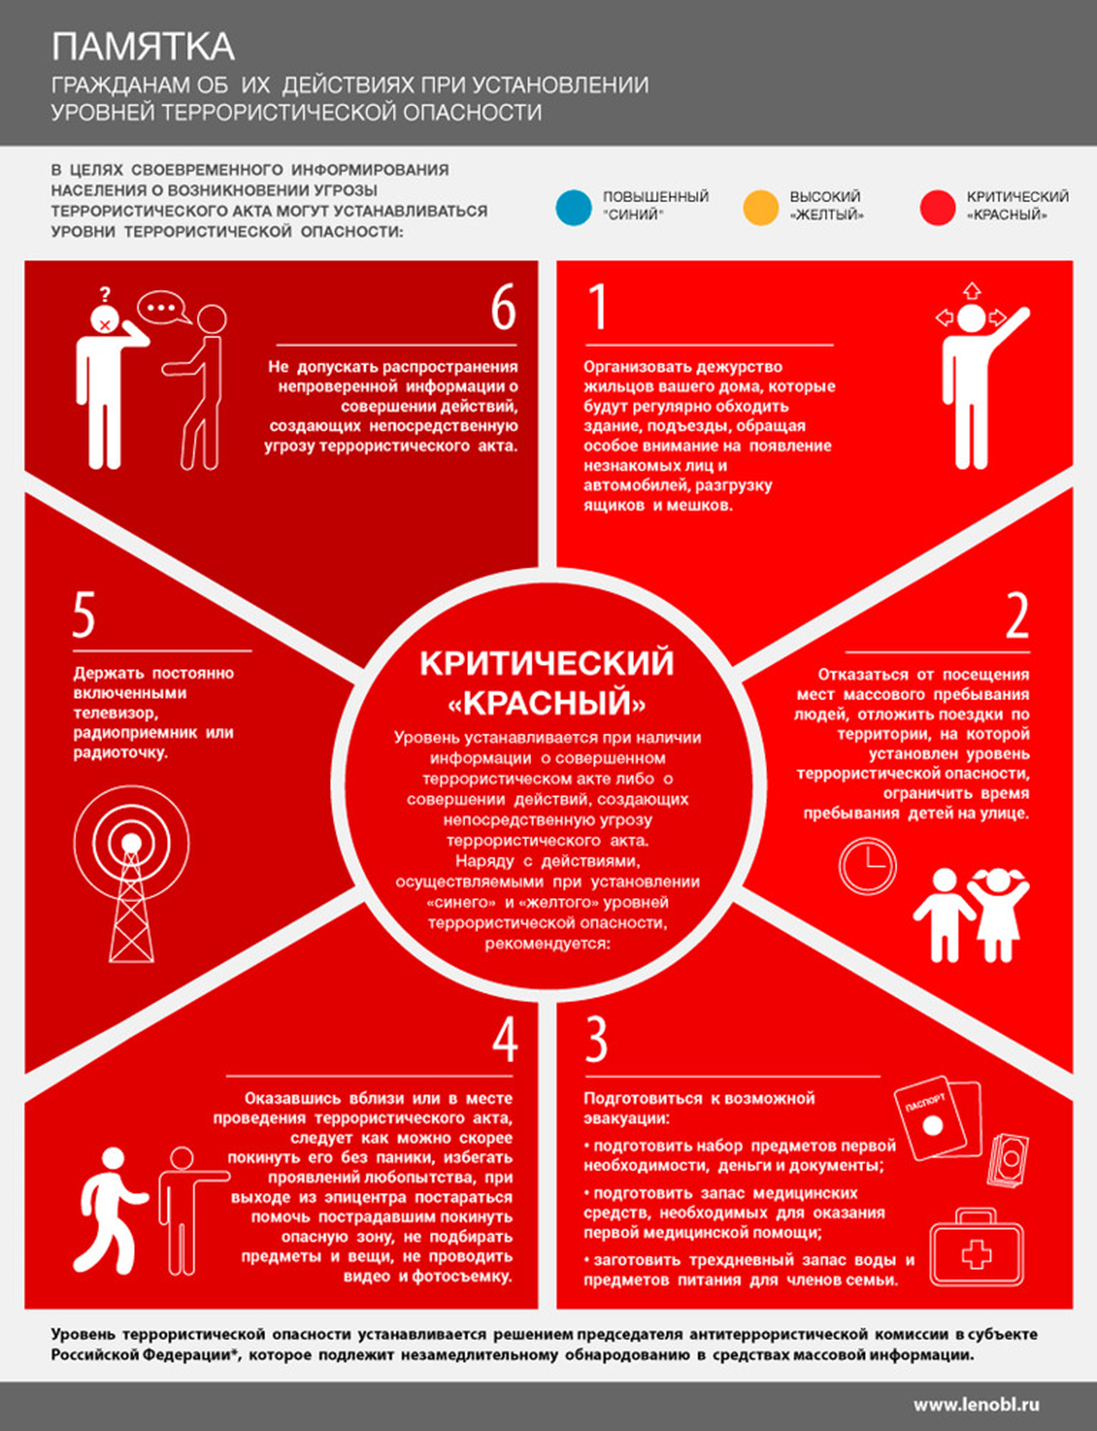 ПАМЯТКА
ГРАЖДАНАМ ОБ ИХ ДЕЙСТВИЯХ ПРИ УСТАНОВЛЕНИИ
УРОВНЕЙ ТЕРРОРИСТИЧЕСКОЙ ОПАСНОСТИ
В ЦЕЛЯХ СВОЕВРЕМЕННОГО ИНФОРМИРОВАНИЯ
НАСЕЛЕНИЯ О ВОЗНИКНОВЕНИИ УГРОЗЫ
ТЕРРОРИСТИЧЕСКОГО АКТА МОГУТ УСТАНАВЛИВАТЬСЯ
УРОВНИ ТЕРРОРИСТИЧЕСКОЙ ОПАСНОСТИ:
ПОВЫШЕННЫЙ
"СИНИЙ"
ВЫСОКИЙ
«ЖЕЛТЫЙ»
КРИТИЧЕСКИЙ
«КРАСНЫЙ»
1
Организовать дежурство
жильцов вашего дома, которые
будут регулярно обходить
здание, подъезды, обращая
особое внимание на появление
незнакомых лиц и
автомобилей, разгрузку
ящиков и мешков.
2
Отказаться от посещения
мест массового пребывания
людей, отложить поездки по
территории, на которой
установлен уровень
террористической опасности,
ограничить время
пребывания детей на улице.
3
Подготовиться к возможной
эвакуации:
• подготовить набор предметов первой
необходимости, деньги и документы;
• подготовить запас медицинских
средств, необходимых для оказания
первой медицинской помощи;
• заготовить трехдневный запас воды и
предметов питания для членов семьи.
ПАСПОРТ
4
Оказавшись вблизи или в месте
проведения террористического акта,
следует как можно скорее
покинуть его без паники, избегать
проявлений любопытства, при
выходе из эпицентра постараться
помочь пострадавшим покинуть
опасную зону, не подбирать
предметы и вещи, не проводить
видео и фотосъемку.
5
Держать постоянно
включенными
телевизор,
радиоприемник или
радиоточку.
6
Не допускать распространения
непроверенной информации о
совершении действий,
создающих непосредственную
угрозу террористического акта.
?
КРИТИЧЕСКИЙ
«КРАСНЫЙ»
Уровень устанавливается при наличии
информации о совершенном
террористическом акте либо о
совершении действий, создающих
непосредственную угрозу
террористического акта.
Наряду с действиями,
осуществляемыми при установлении
«синего» и «желтого» уровней
террористической опасности,
рекомендуется:
Уровень террористической опасности устанавливается решением председателя антитеррористической комиссии в субъекте
Российской Федерации*, которое подлежит незамедлительному обнародованию в средствах массовой информации.
www.lenobl.ru